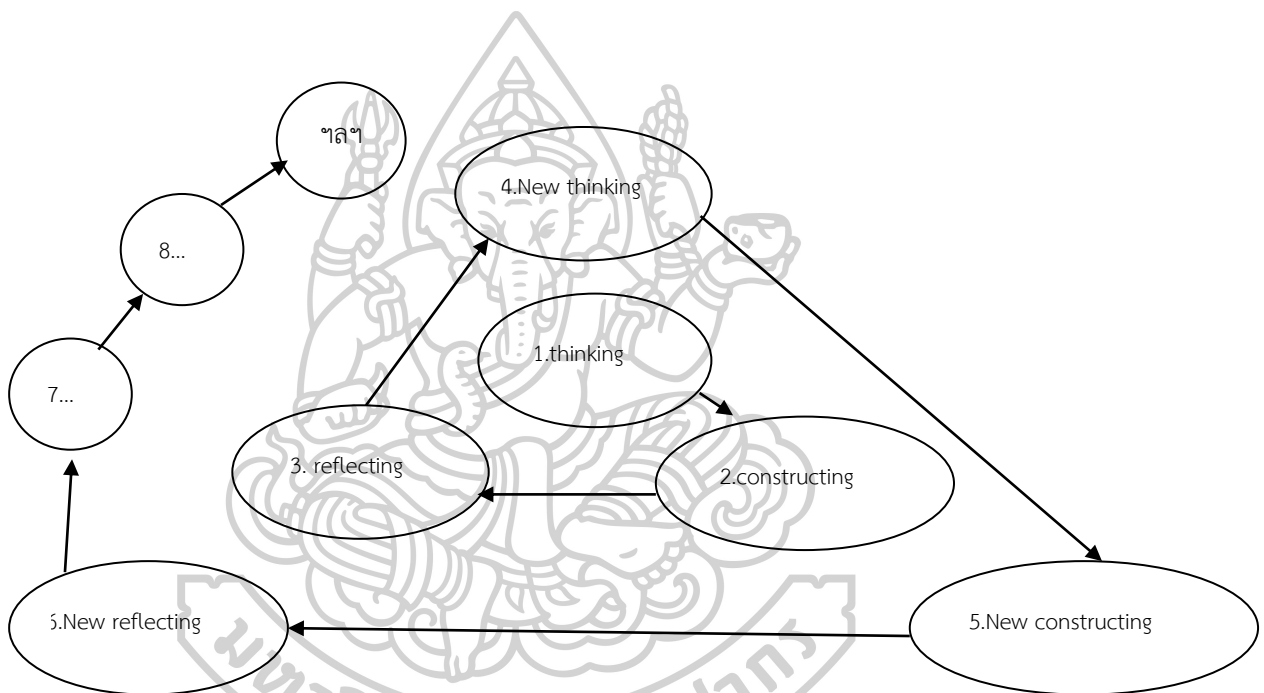 ฯลฯ
4.New thinking
8...
1.thinking
7...
3. reflecting
2.constructing
.New reflecting
5.New constructing